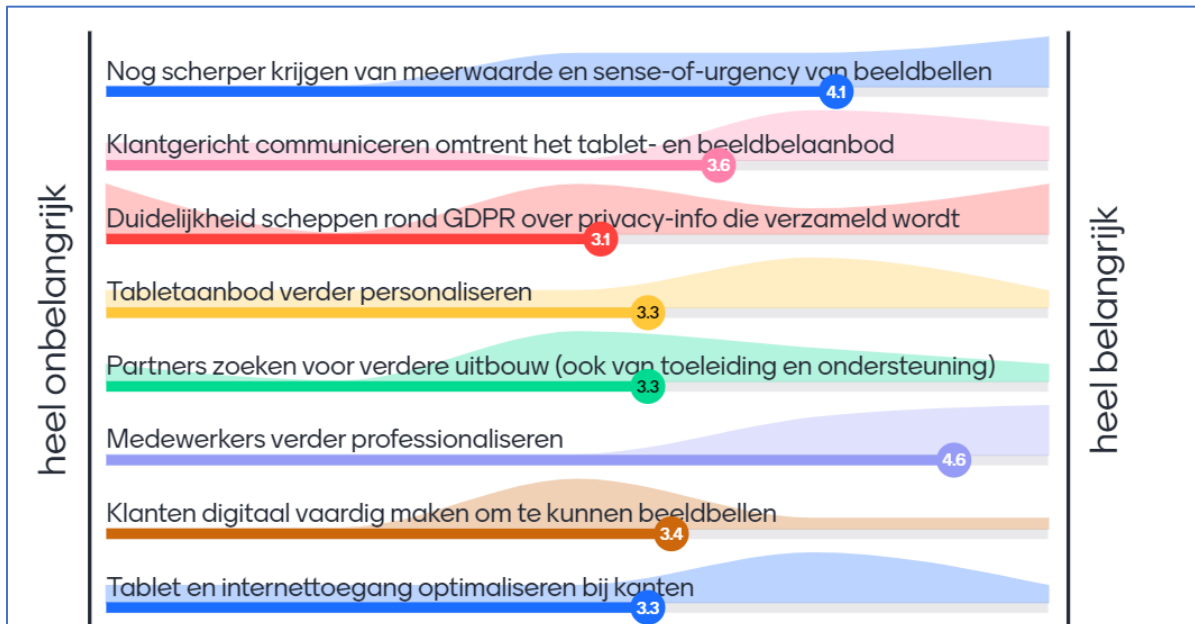 heel onbelangrijk
Nog scherper krijgen van meerwaarde en sense-of-urgency van beeldbellen
4.1
Klantgericht communiceren omtrent het tablet- en beeldbelaanbod
3.6
Duidelijkheid scheppen rond GDPR over privacy-info die verzameld wordt
3.1
Tabletaanbod verder personaliseren
3.3
Partners zoeken voor verdere uitbouw (ook van toeleiding en ondersteuning)
3.3
Medewerkers verder professionaliseren
4.6
Klanten digitaal vaardig maken om te kunnen beeldbellen
3.4
Tablet en internettoegang optimaliseren bij kanten
3.3
heel belangrijk